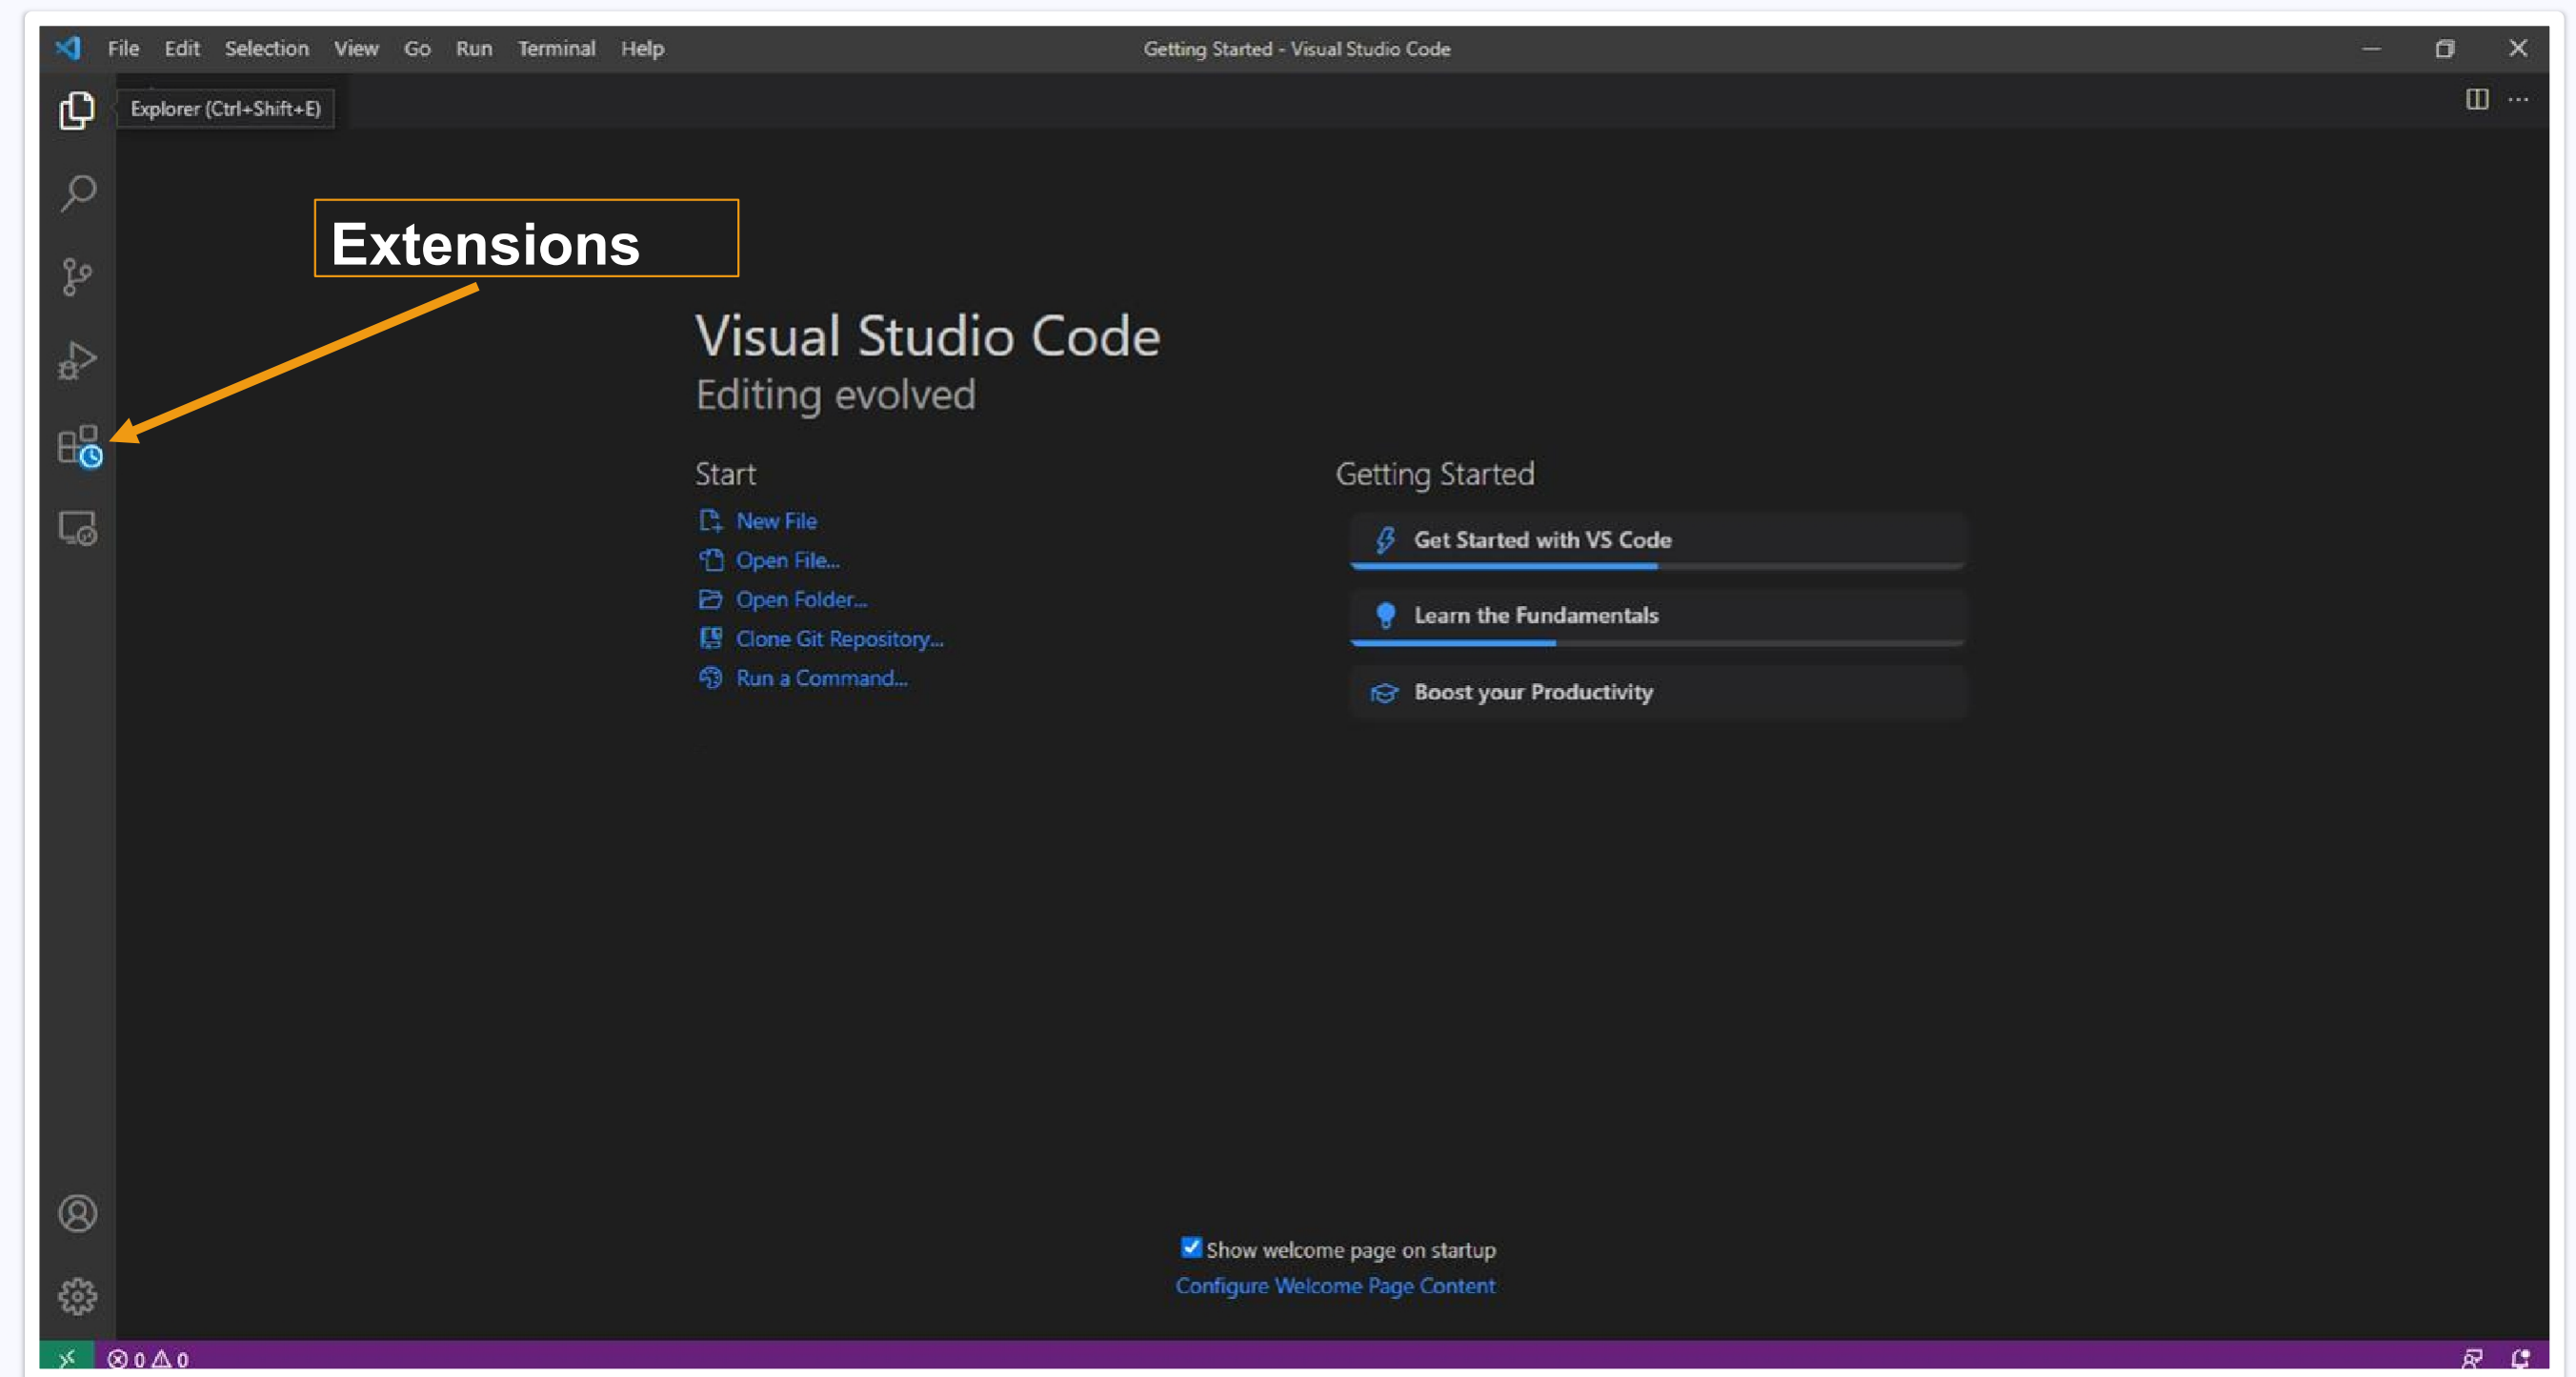 File Edit Selection View Go Run Terminal Help
Getting Started - Visual Studio Code
Explorer (Ctrl+Shift+E)
Extensions
Visual Studio Code
Editing evolved
Start
New File
Open File...
Open Folder...
Clone Git Repository...
Run a Command...
Getting Started
Get Started with VS Code
Learn the Fundamentals
Boost your Productivity
Show welcome page on startup
Configure Welcome Page Content
0 0